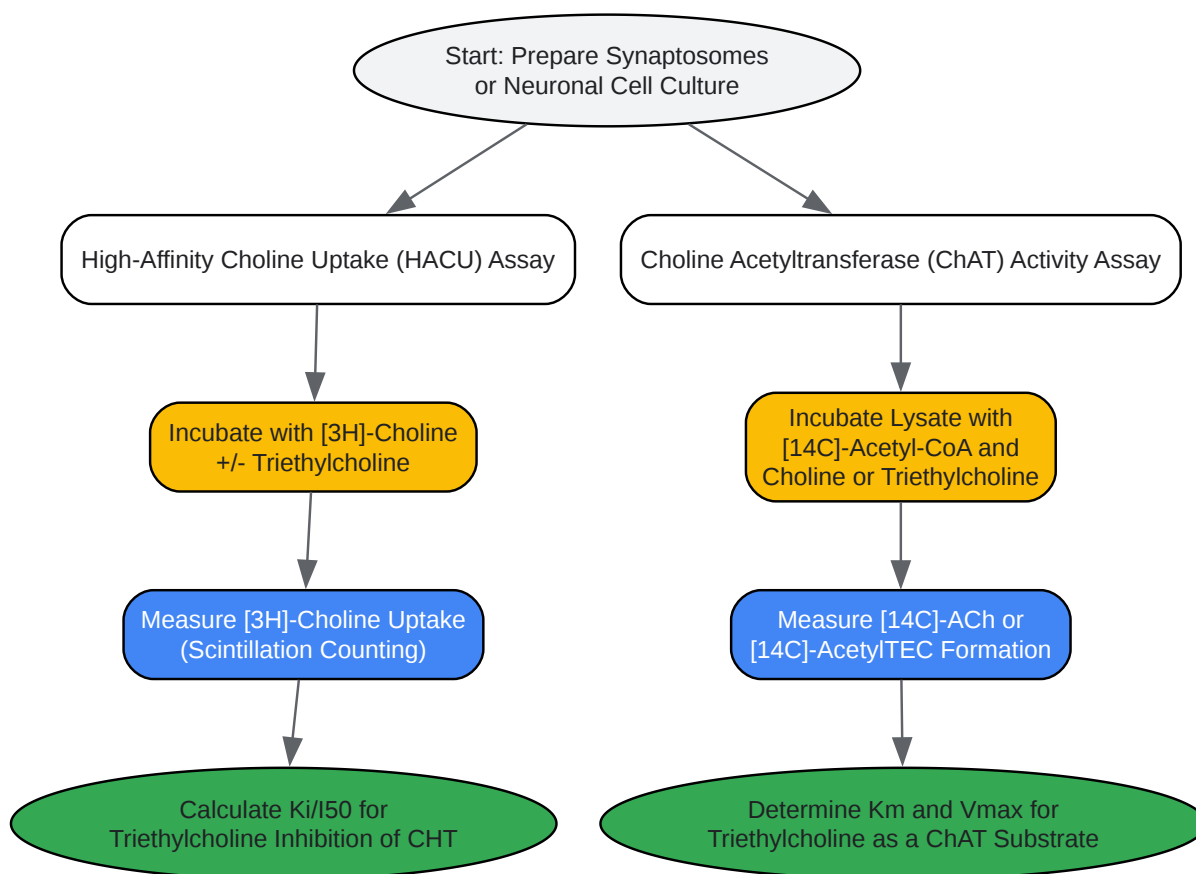 Start: Prepare Synaptosomes
or Neuronal Cell Culture
High-Affinity Choline Uptake (HACU) Assay
Choline Acetyltransferase (ChAT) Activity Assay
Incubate with [3H]-Choline
+/- Triethylcholine
Incubate Lysate with
[14C]-Acetyl-CoA and
Choline or Triethylcholine
Measure [3H]-Choline Uptake
(Scintillation Counting)
Measure [14C]-ACh or
[14C]-AcetylTEC Formation
Calculate Ki/I50 for
Triethylcholine Inhibition of CHT
Determine Km and Vmax for
Triethylcholine as a ChAT Substrate